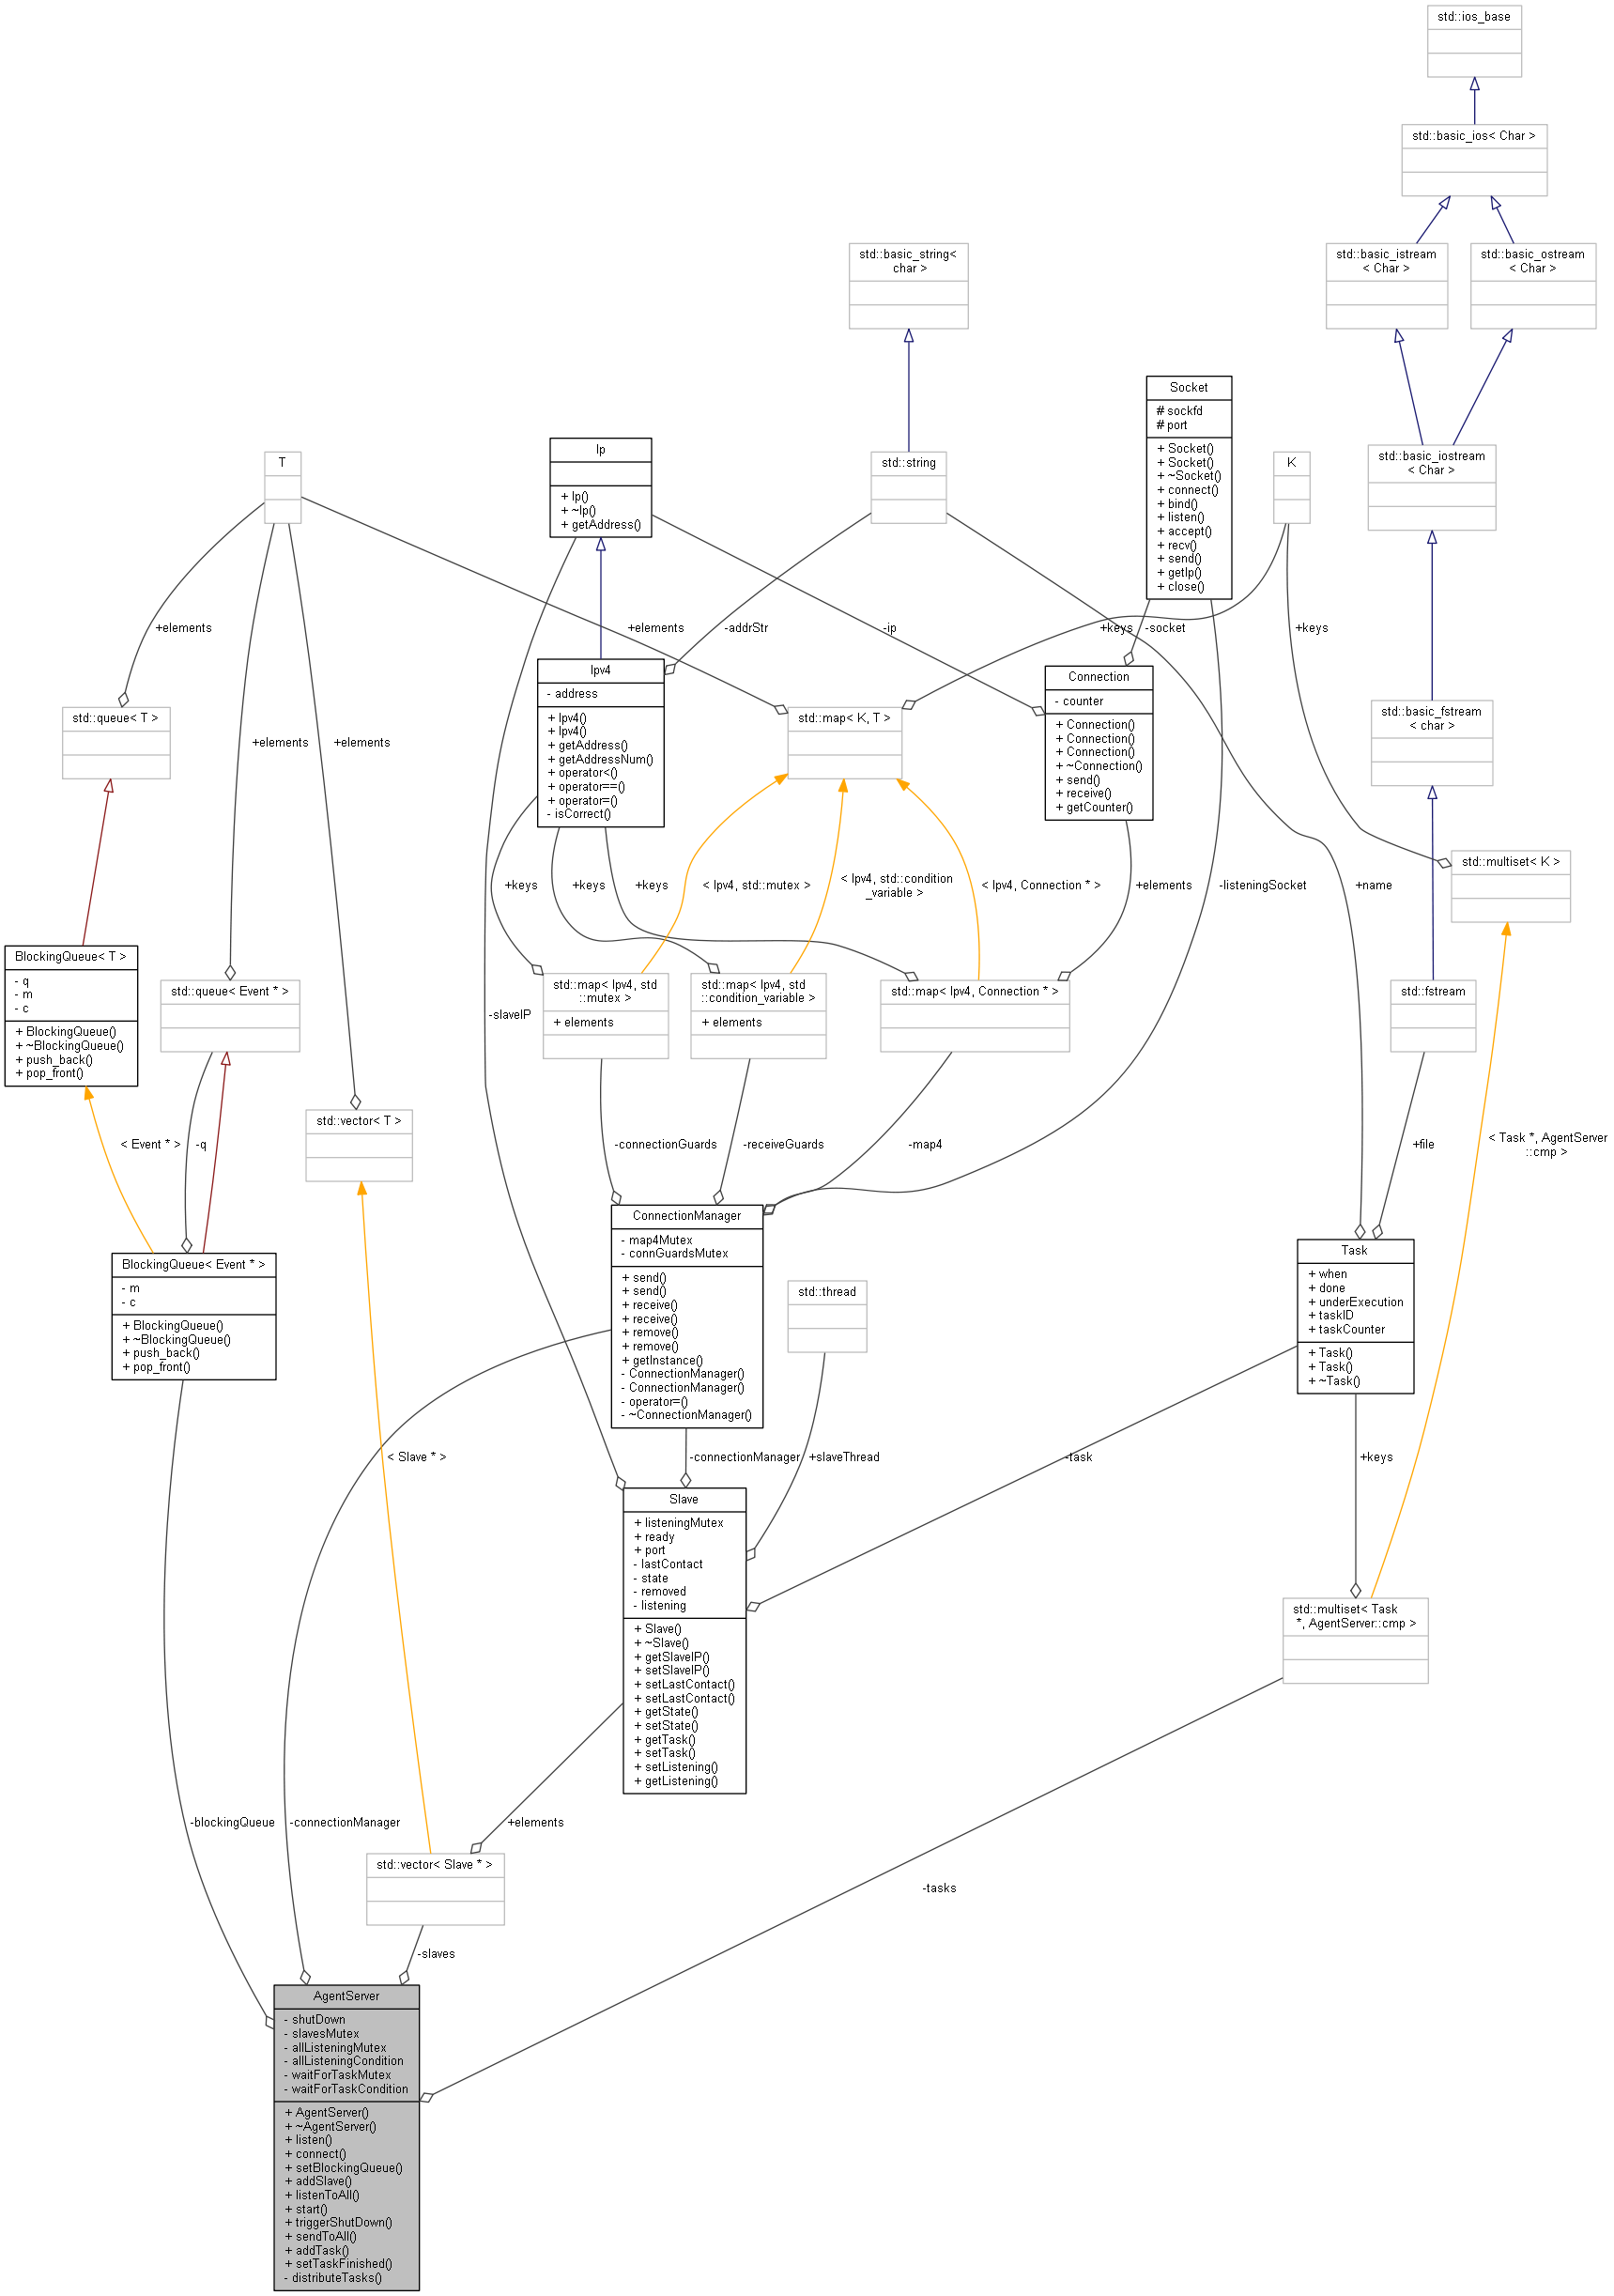 std::ios_base
std::basic_ios< Char >
std::basic_string<
char >
std::basic_istream
< Char >
std::basic_ostream
< Char >
Socket
# sockfd
# port
+ Socket()
+ Socket()
+ ~Socket()
+ connect()
+ bind()
+ listen()
+ accept()
+ recv()
+ send()
+ getIp()
+ close()
T
Ip
+ Ip()
+ ~Ip()
+ getAddress()
std::string
K
std::basic_iostream
< Char >
+elements
+elements
-addrStr
-ip
+keys
-socket
+keys
Ipv4
- address
+ Ipv4()
+ Ipv4()
+ getAddress()
+ getAddressNum()
+ operator<()
+ operator==()
+ operator=()
- isCorrect()
Connection
- counter
+ Connection()
+ Connection()
+ Connection()
+ ~Connection()
+ send()
+ receive()
+ getCounter()
std::queue< T >
std::map< K, T >
std::basic_fstream
< char >
+elements
+elements
std::multiset< K >
+keys
+keys
+keys
< Ipv4, std::mutex >
< Ipv4, std::condition
_variable >
< Ipv4, Connection * >
+elements
-listeningSocket
+name
BlockingQueue< T >
- q
- m
- c
+ BlockingQueue()
+ ~BlockingQueue()
+ push_back()
+ pop_front()
std::queue< Event * >
-slaveIP
std::map< Ipv4, std
::mutex >
+ elements
std::map< Ipv4, std
::condition_variable >
+ elements
std::map< Ipv4, Connection * >
std::fstream
std::vector< T >
< Event * >
-q
-connectionGuards
-receiveGuards
-map4
+file
< Task *, AgentServer
::cmp >
BlockingQueue< Event * >
- m
- c
+ BlockingQueue()
+ ~BlockingQueue()
+ push_back()
+ pop_front()
ConnectionManager
- map4Mutex
- connGuardsMutex
+ send()
+ send()
+ receive()
+ receive()
+ remove()
+ remove()
+ getInstance()
- ConnectionManager()
- ConnectionManager()
- operator=()
- ~ConnectionManager()
std::thread
Task
+ when
+ done
+ underExecution
+ taskID
+ taskCounter
+ Task()
+ Task()
+ ~Task()
< Slave * >
-connectionManager
+slaveThread
-task
+keys
Slave
+ listeningMutex
+ ready
+ port
- lastContact
- state
- removed
- listening
+ Slave()
+ ~Slave()
+ getSlaveIP()
+ setSlaveIP()
+ setLastContact()
+ setLastContact()
+ getState()
+ setState()
+ getTask()
+ setTask()
+ setListening()
+ getListening()
std::multiset< Task
*, AgentServer::cmp >
-blockingQueue
-connectionManager
+elements
std::vector< Slave * >
-tasks
-slaves
AgentServer
- shutDown
- slavesMutex
- allListeningMutex
- allListeningCondition
- waitForTaskMutex
- waitForTaskCondition
+ AgentServer()
+ ~AgentServer()
+ listen()
+ connect()
+ setBlockingQueue()
+ addSlave()
+ listenToAll()
+ start()
+ triggerShutDown()
+ sendToAll()
+ addTask()
+ setTaskFinished()
- distributeTasks()